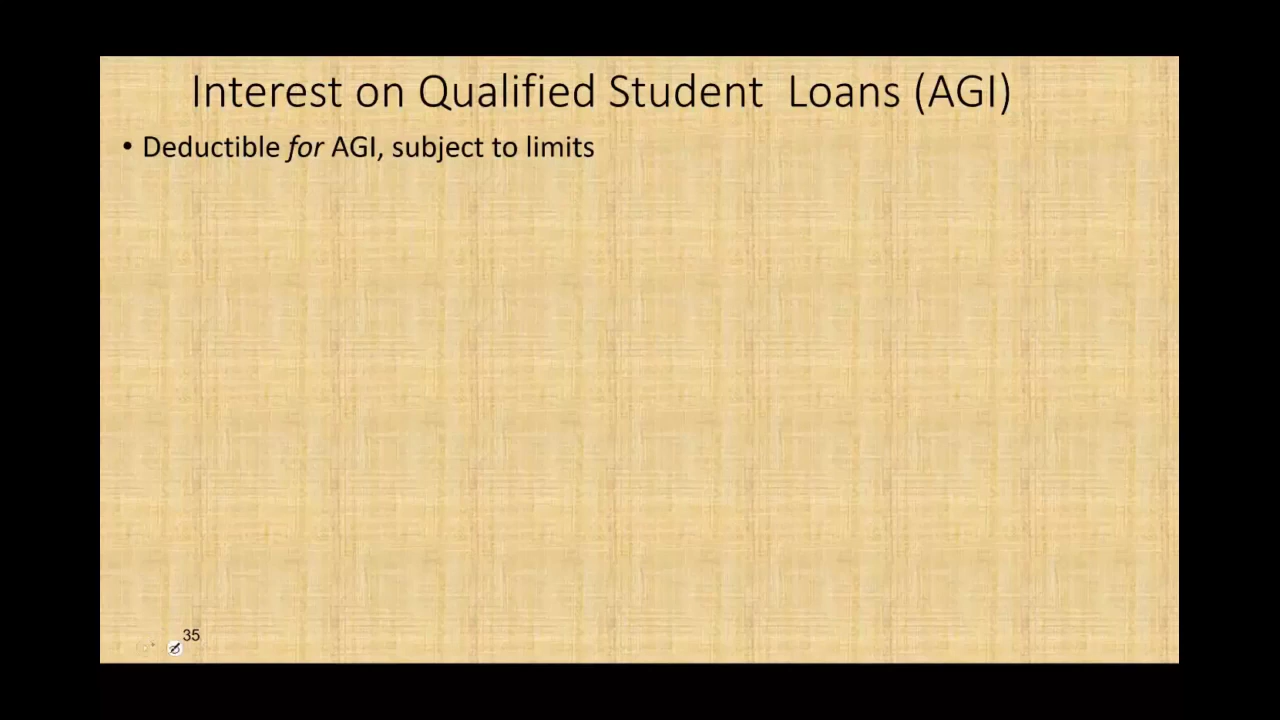 Interest on Qualified Student  Loans (AGI)
• Deductible for AGI, subject to limits
35